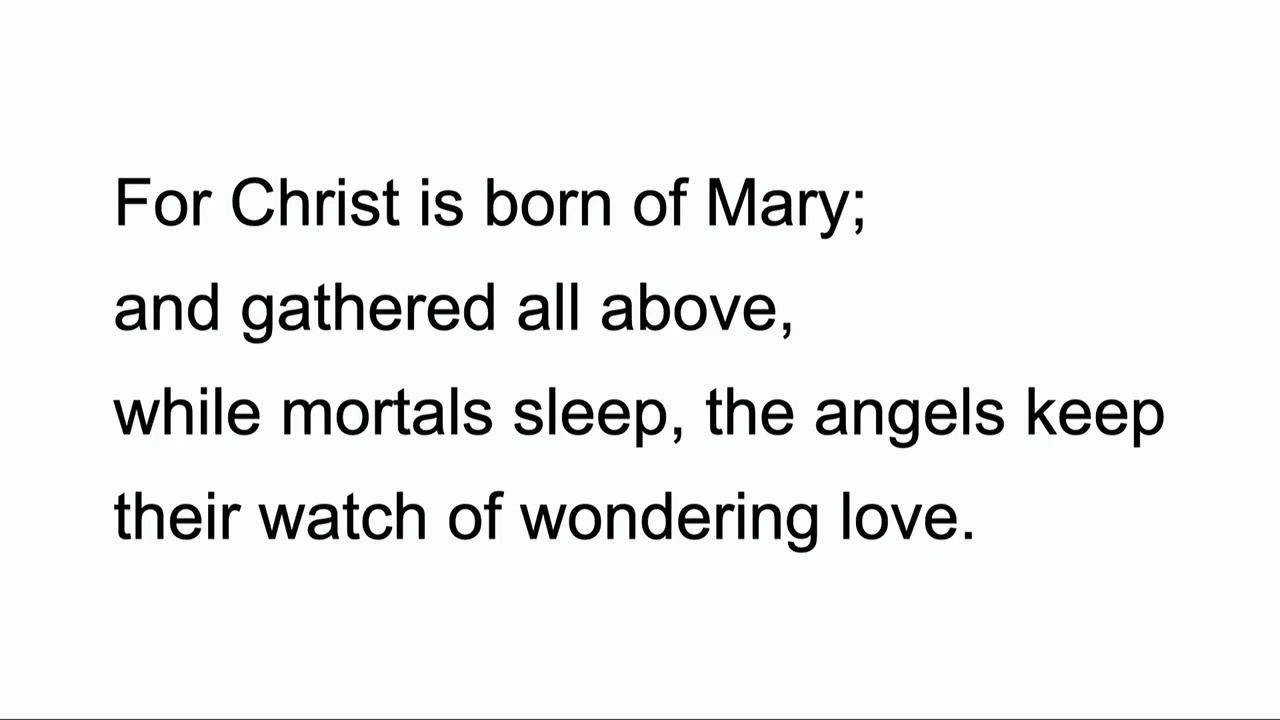 For Christ is born of Mary;
and gathered all above,
while mortals sleep, the angels keep
their watch of wondering love.